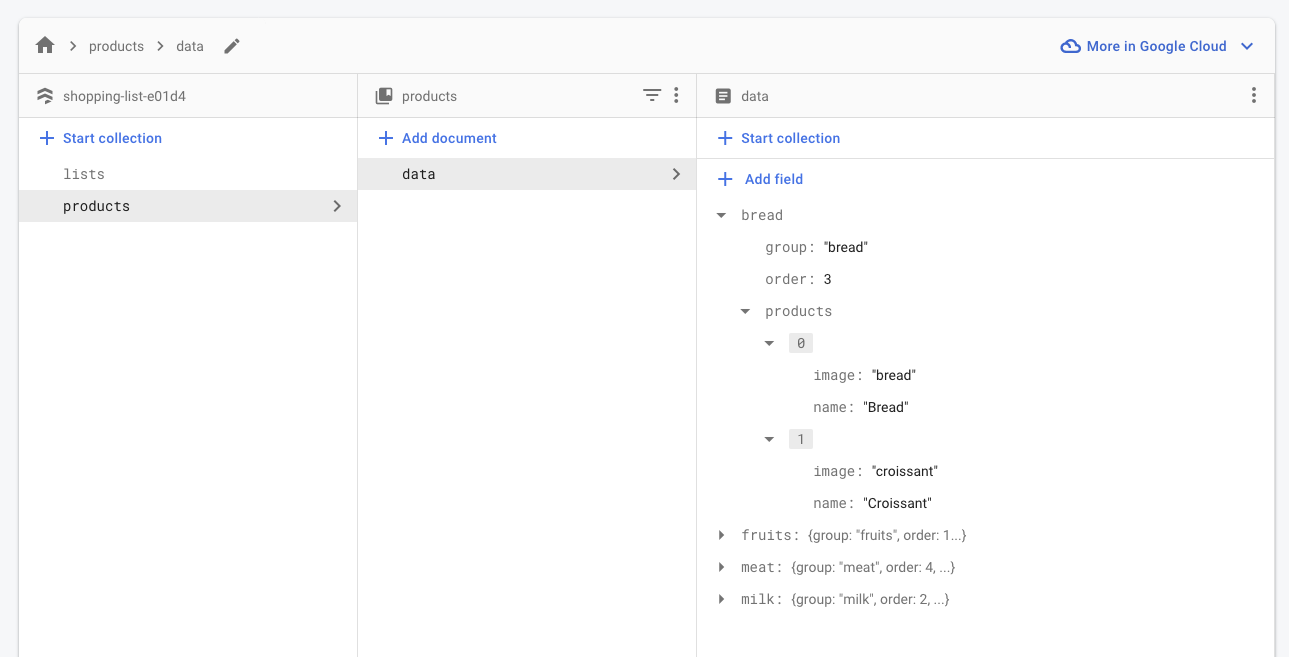 products data More in Google Cloud
shopping-list-e01d4 products data
Start collection Add document Start collection
lists data
products Add field
bread
group: "bread"
order: 3
products
0
image: "bread"
name: "Bread"
1
image: "croissant"
name: "Croissant"
fruits: {group: "fruits", order: 1...}
meat: {group: "meat", order: 4, ...}
milk: {group: "milk", order: 2, ...}